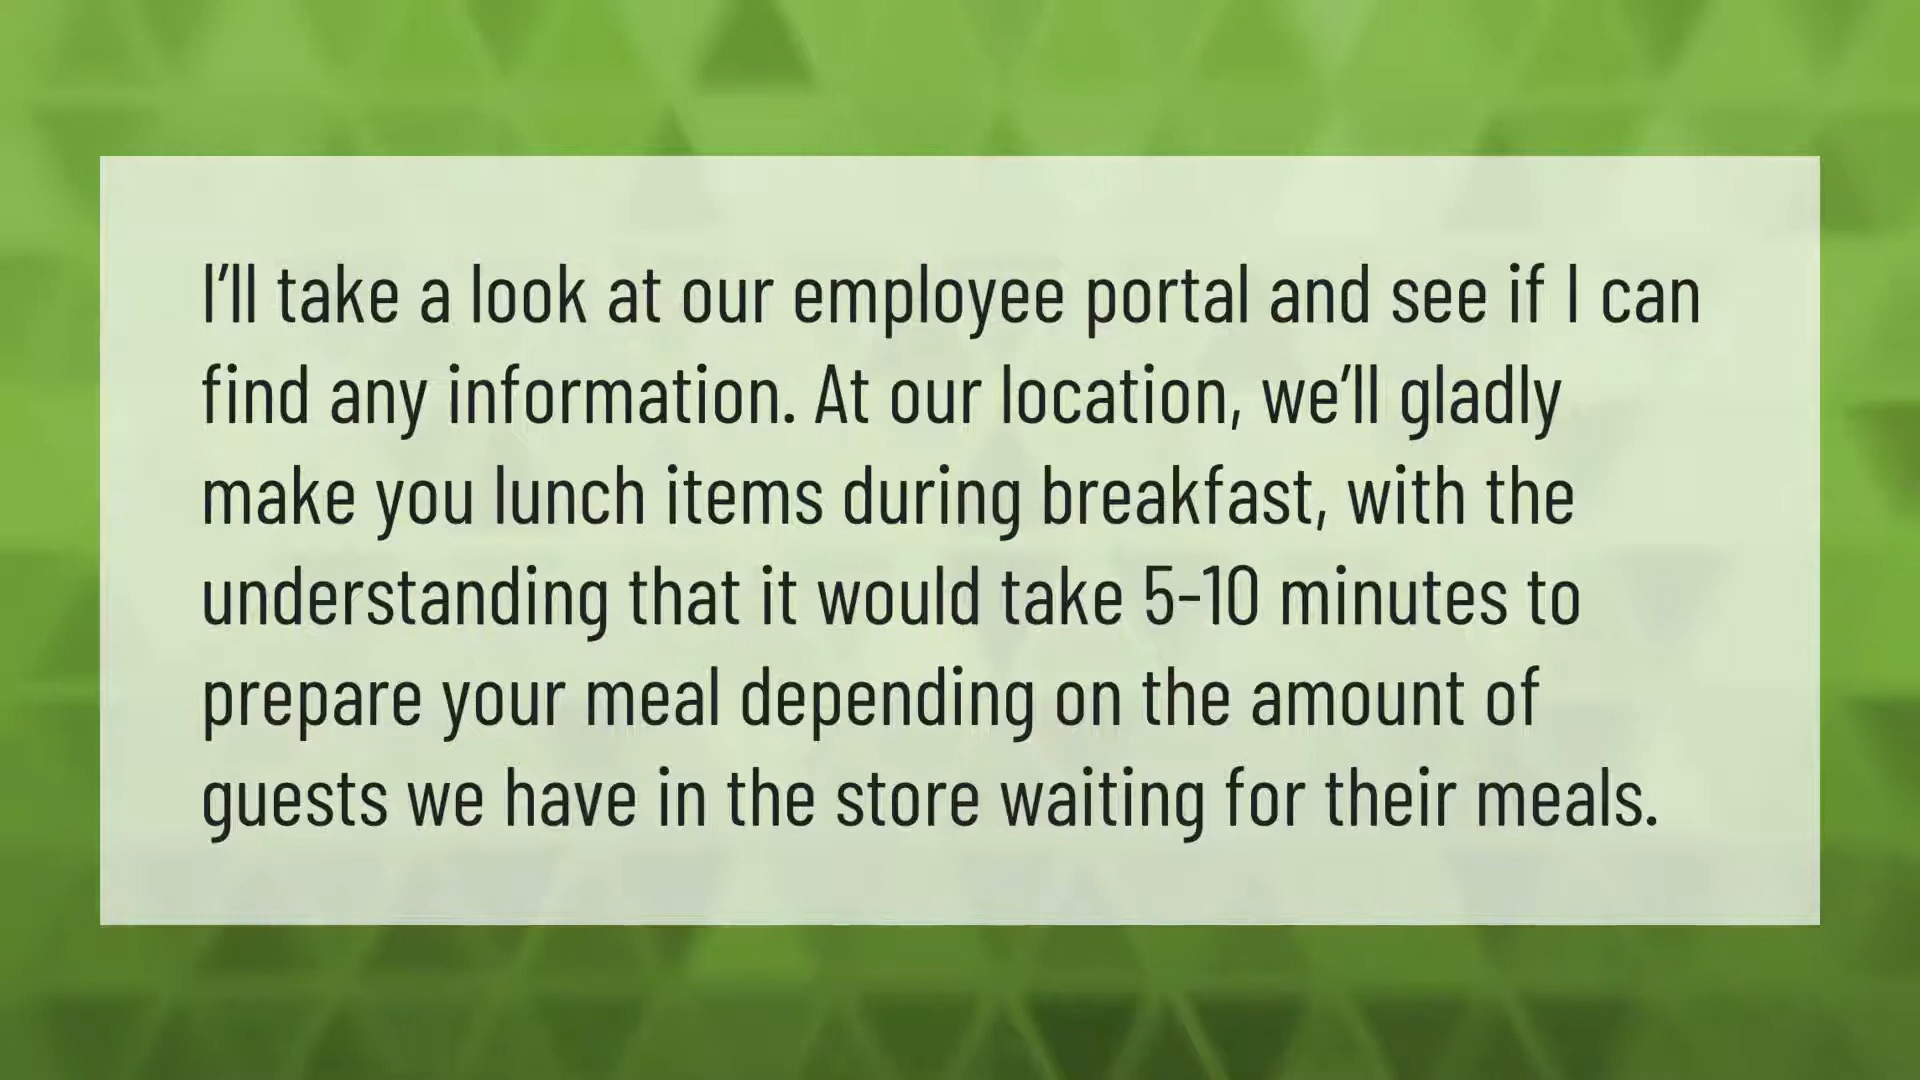 I’ll take a look at our employee portal and see if I can
find any information. At our location, we’ll gladly
make you lunch items during breakfast, with the
understanding that it would take 5-10 minutes to
prepare your meal depending on the amount of
guests we have in the store waiting for their meals.